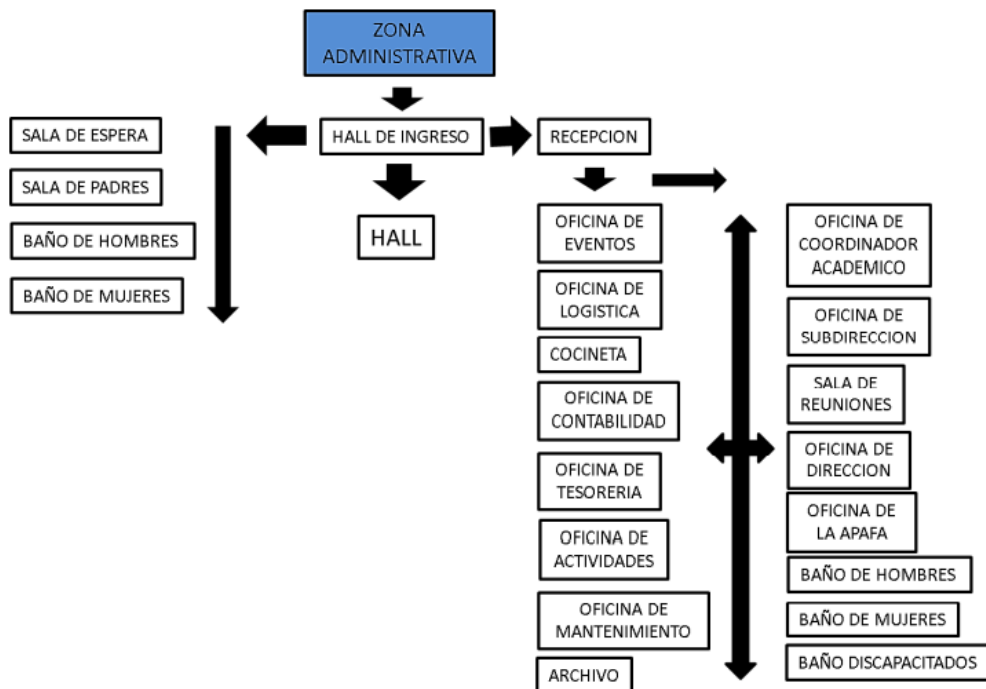 ZONA
ADMINISTRATIVA
HALL DE INGRESO
SALA DE ESPERA
SALA DE PADRES
BAÑO DE HOMBRES
BAÑO DE MUJERES
HALL
RECEPCION
OFICINA DE
EVENTOS
OFICINA DE
LOGISTICA
COCINETA
OFICINA DE
CONTABILIDAD
OFICINA DE
TESORERIA
OFICINA DE
ACTIVIDADES
OFICINA DE
MANTENIMIENTO
ARCHIVO
OFICINA DE
COORDINADOR
ACADEMICO
OFICINA DE
SUBDIRECCION
SALA DE
REUNIONES
OFICINA DE
DIRECCION
OFICINA DE
LA APAFA
BAÑO DE HOMBRES
BAÑO DE MUJERES
BAÑO DISCAPACITADOS